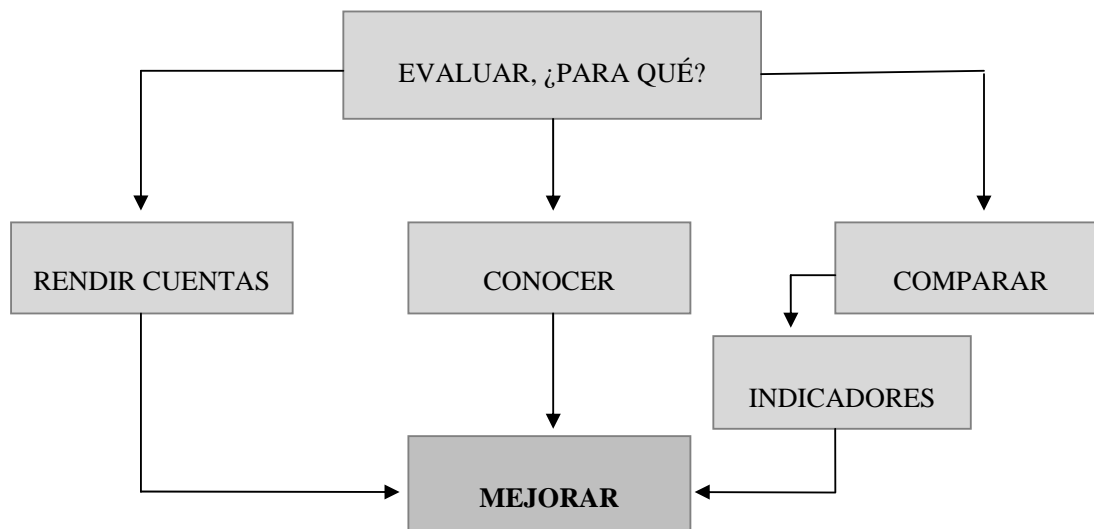 EVALUAR, ¿PARA QUÉ?
RENDIR CUENTAS
CONOCER
COMPARAR
INDICADORES
MEJORAR